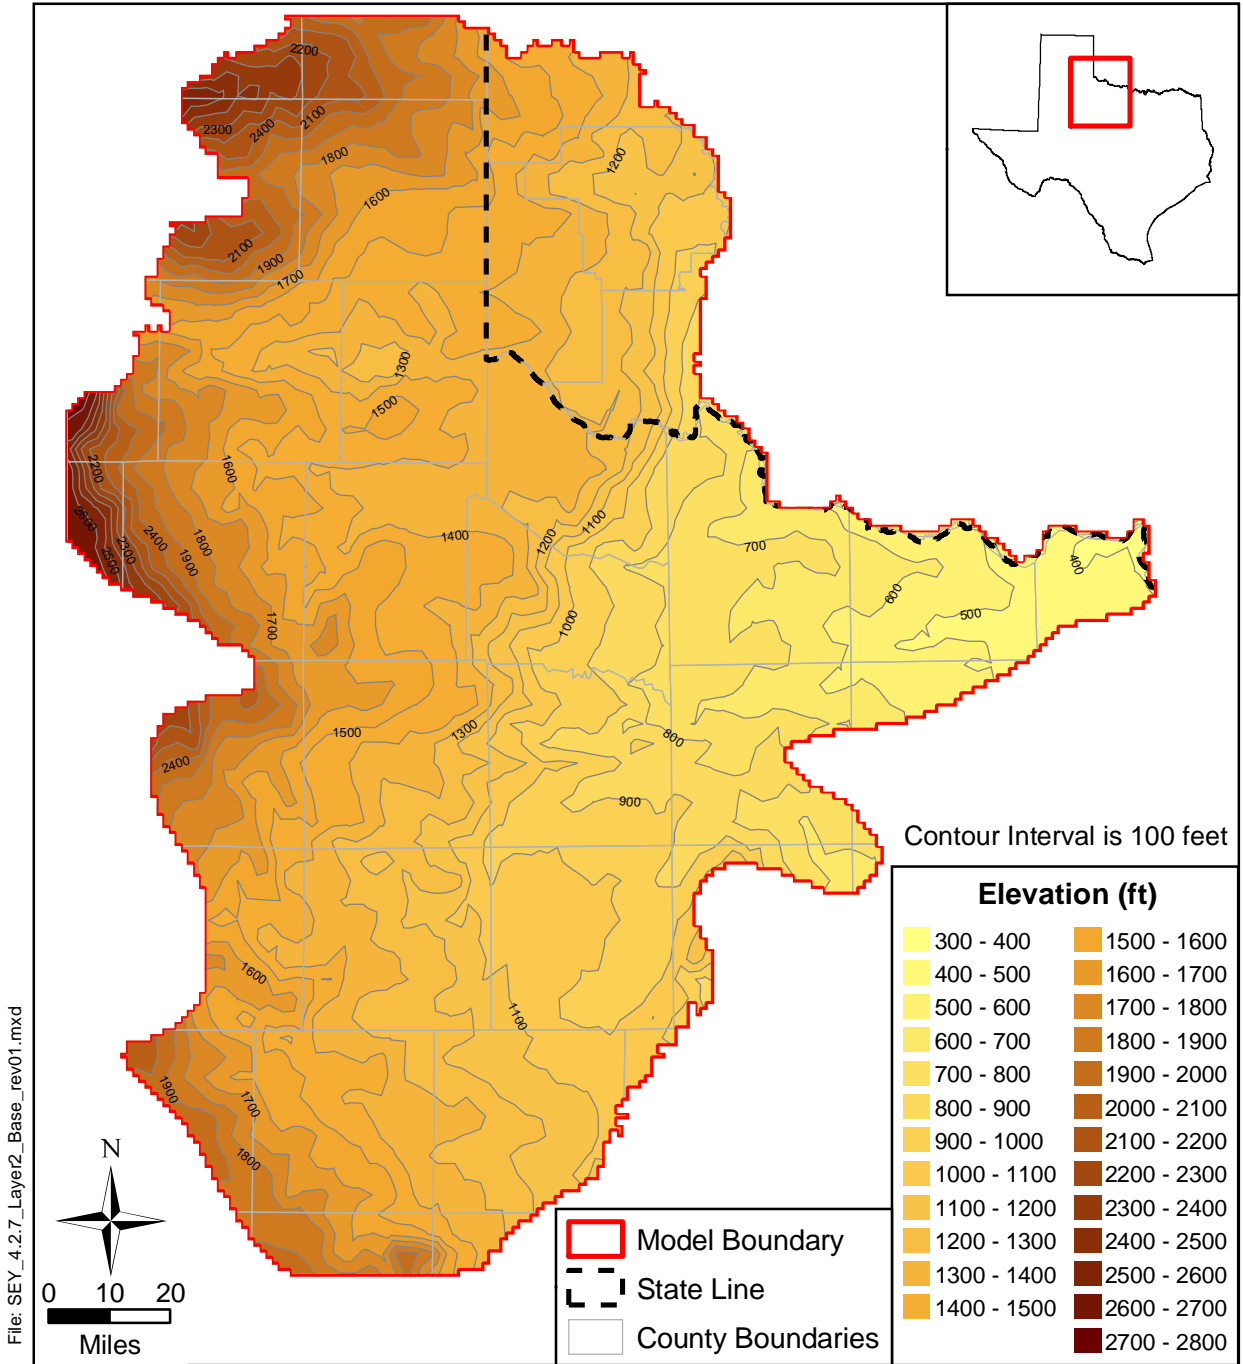 2200
2300
2400
2100
1800
1200
1600
2100
1900
1700
1300
1500
2200
1600
2600
2300
2500
2400
1800
1900
1400
1200
1100
700
600
400
500
1700
1000
1500
1300
800
2400
900
1600
1100
1900
1700
1800
Contour Interval is 100 feet
Elevation (ft)
300 - 400
400 - 500
500 - 600
600 - 700
700 - 800
800 - 900
900 - 1000
1000 - 1100
1100 - 1200
1200 - 1300
1300 - 1400
1400 - 1500
1500 - 1600
1600 - 1700
1700 - 1800
1800 - 1900
1900 - 2000
2000 - 2100
2100 - 2200
2200 - 2300
2300 - 2400
2400 - 2500
2500 - 2600
2600 - 2700
2700 - 2800
Model Boundary
State Line
County Boundaries
N
0 10 20
Miles
File: SEY_4.2.7_Layer2_Base_rev01.mxd